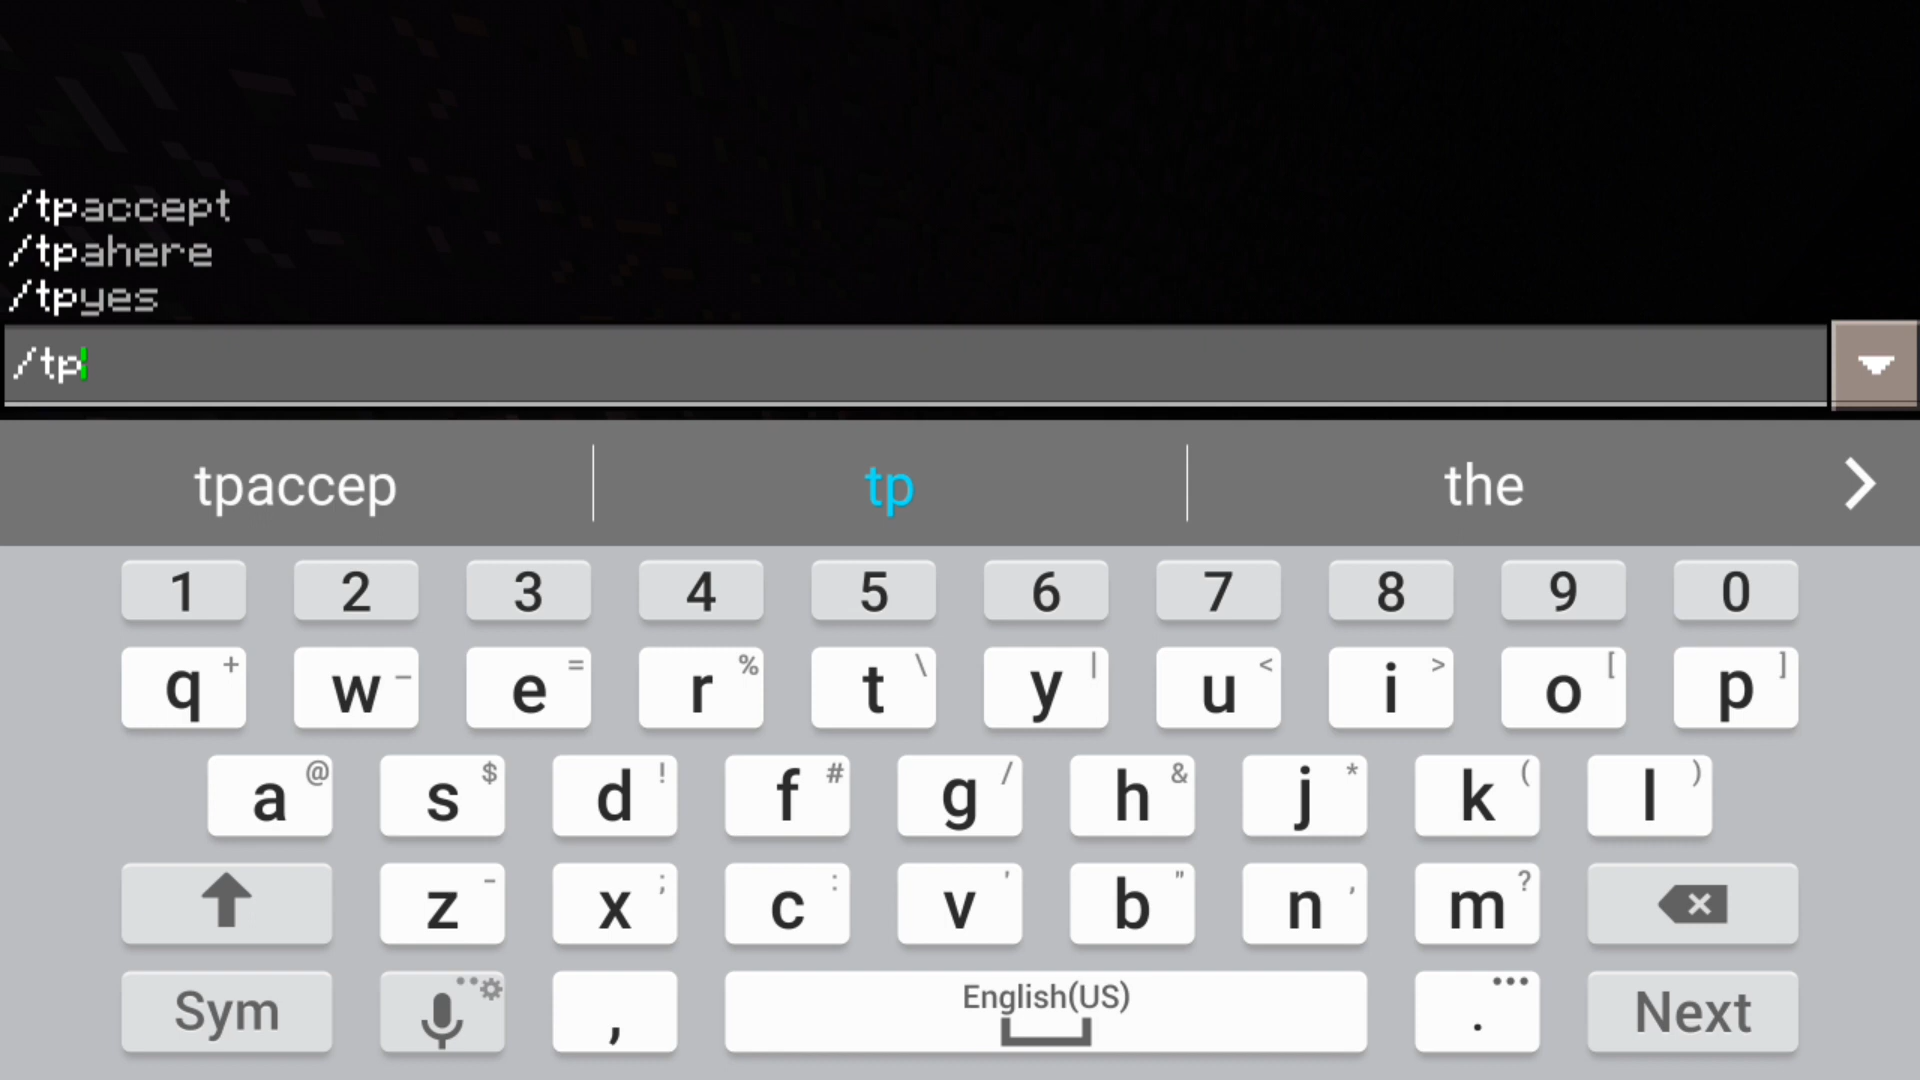 /tpaccept
/tpahere
/tpyes
/tp
tpaccep tp the
1 2 3 4 5 6 7 8 9 0
q + w _ e = r % t \ y | u < i > o [ p ]
a @ s $ d ! f # g / h & j * k ( l )
z - x ; c : v ' b " n , m ?
Sym , English(US) . Next